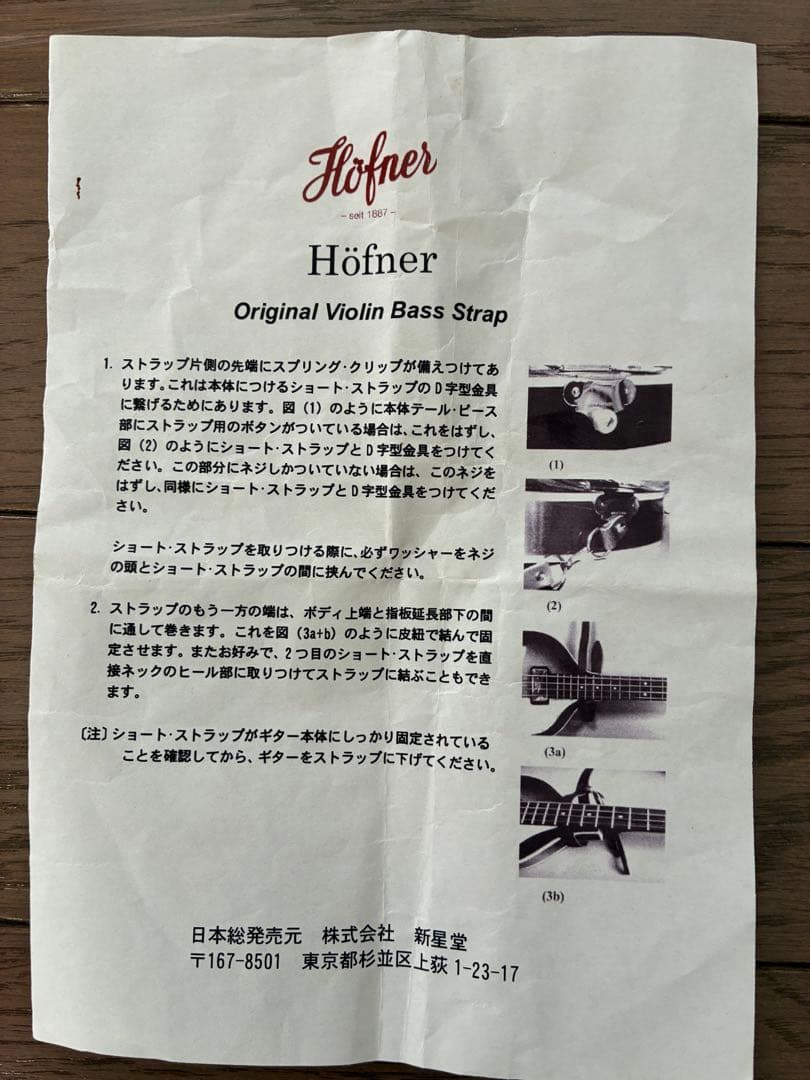 Höfner
- seit 1887 -
Höfner
Original Violin Bass Strap
1. ストラップ片側の先端にスプリング・クリップが備えつけてあ
ります。これは本体につけるショート・ストラップのD字型金具
に繋げるためにあります。図（1）のように本体テール・ピース
部にストラップ用のボタンがついている場合は、これをはずし、
図（2）のようにショート・ストラップとD字型金具をつけてく
ださい。この部分にネジしかついていない場合は、このネジを
はずし、同様にショート・ストラップとD字型金具をつけてくだ
さい。
ショート・ストラップを取りつける際に、必ずワッシャーをネジ
の頭とショート・ストラップの間に挟んでください。
2. ストラップのもう一方の端は、ボディ上端と指板延長部下の間
に通して巻きます。これを図（3a+b）のように皮紐で結んで固
定させます。またお好みで、2つ目のショート・ストラップを直
接ネックのヒール部に取りつけてストラップに結ぶこともでき
ます。
〔注〕ショート・ストラップがギター本体にしっかり固定されている
ことを確認してから、ギターをストラップに下げてください。
(1)
(2)
(3a)
(3b)
日本総発売元　株式会社　新星堂
〒167-8501　東京都杉並区上荻1-23-17